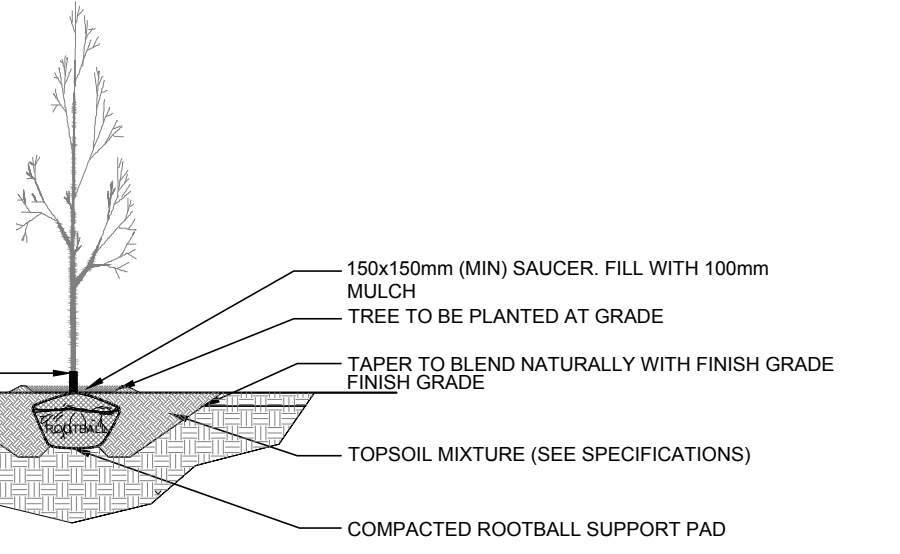 150x150mm (MIN) SAUCER. FILL WITH 100mm
MULCH
TREE TO BE PLANTED AT GRADE
TAPER TO BLEND NATURALLY WITH FINISH GRADE
FINISH GRADE
ROOTBALL
TOPSOIL MIXTURE (SEE SPECIFICATIONS)
COMPACTED ROOTBALL SUPPORT PAD